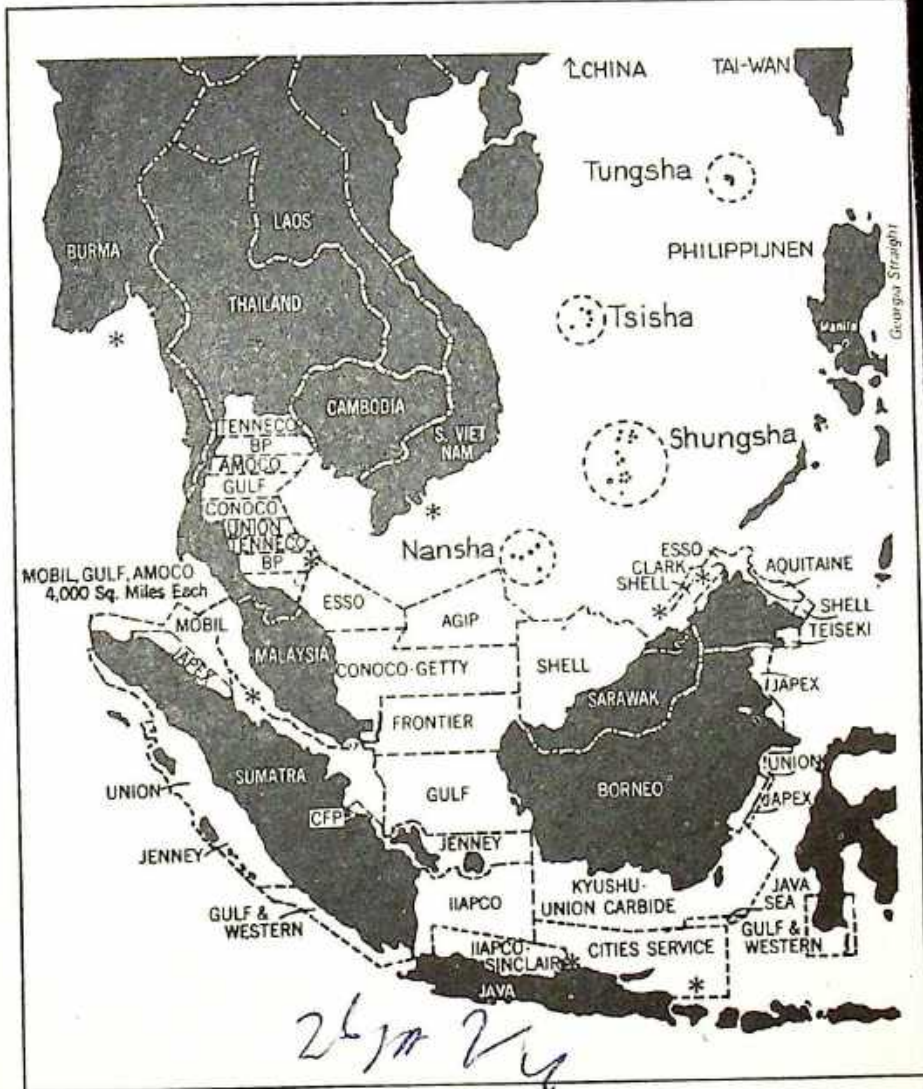 CHINA
TAI-WAN
Tungsha
PHILIPPIJNEN
Georgia Straight
LAOS
BURMA
THAILAND
Tsisha
Manila
CAMBODIA
TENNECO
BP
AMOCO
GULF
CONOCO
UNION
TENNECO
BP
S. VIET
NAM
Shungsha
Nansha
MOBIL, GULF, AMOCO
4,000 Sq. Miles Each
ESSO
CLARK
SHELL
AQUITAINE
MOBIL
ESSO
AGIP
SHELL
TEISEKI
JAPEX
MALAYSIA
CONOCO-GETTY
SHELL
SARAWAK
JAPEX
FRONTIER
SUMATRA
UNION
GULF
BORNEO
UNION
JAPEX
CFP
JENNEY
JENNEY
IIAPCO
KYUSHU-
UNION CARBIDE
JAVA
SEA
GULF &
WESTERN
IIAPCO
SINCLAIR
CITIES SERVICE
GULF &
WESTERN
JAVA